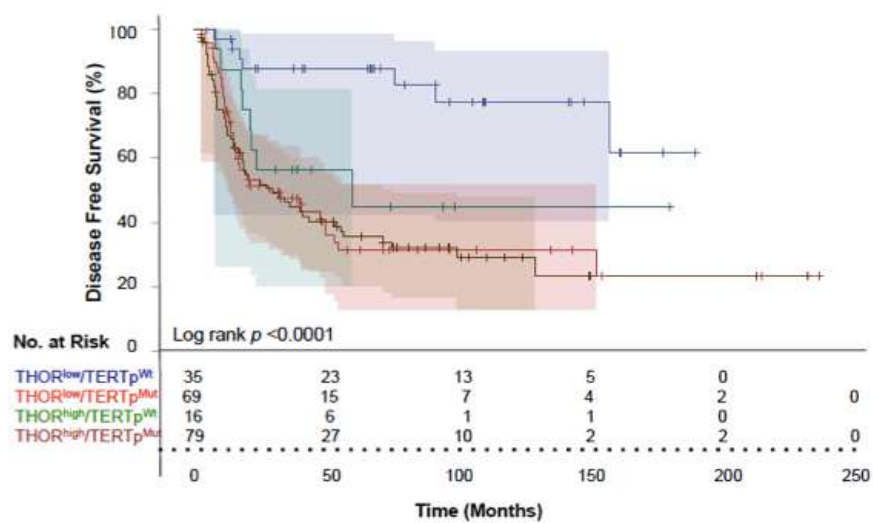 100
80
60
40
20
0
Disease Free Survival (%)
Log rank p <0.0001
No. at Risk
THORlow/TERTpWt 35 23 13 5 0
THORlow/TERTpMut 69 15 7 4 2 0
THORhigh/TERTpWt 16 6 1 1 0
THORhigh/TERTpMut 79 27 10 2 2 0
0 50 100 150 200 250
Time (Months)